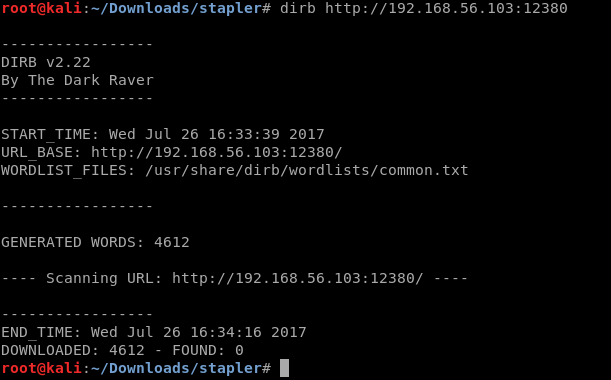 root@kali:~/Downloads/stapler# dirb http://192.168.56.103:12380
-----------------
DIRB v2.22
By The Dark Raver
-----------------
START_TIME: Wed Jul 26 16:33:39 2017
URL_BASE: http://192.168.56.103:12380/
WORDLIST_FILES: /usr/share/dirb/wordlists/common.txt
-----------------
GENERATED WORDS: 4612
---- Scanning URL: http://192.168.56.103:12380/ ----
-----------------
END_TIME: Wed Jul 26 16:34:16 2017
DOWNLOADED: 4612 - FOUND: 0
root@kali:~/Downloads/stapler#